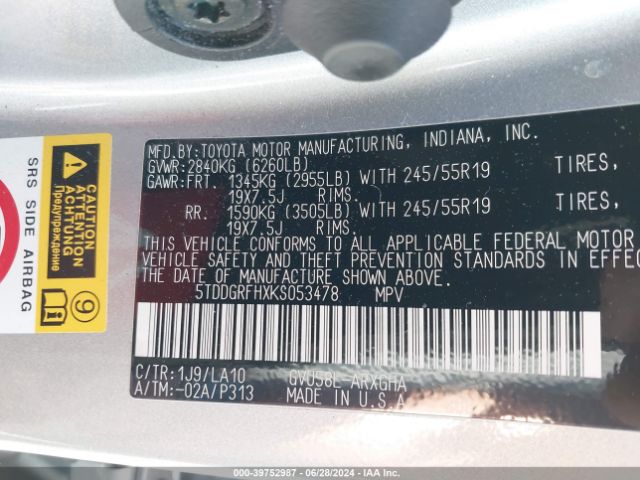 MFD.BY:TOYOTA MOTOR MANUFACTURING, INDIANA, INC.
GVWR:2840KG (6260LB)
GAWR:FRT. 1345KG (2955LB) WITH 245/55R19 TIRES,
19X7.5J RIMS.
RR. 1590KG (3505LB) WITH 245/55R19 TIRES,
19X7.5J RIMS.
THIS VEHICLE CONFORMS TO ALL APPLICABLE FEDERAL MOTOR
VEHICLE SAFETY AND THEFT PREVENTION STANDARDS IN EFFEC
THE DATE OF MANUFACTURE SHOWN ABOVE.
5TDDGRFHXKS053478 MPV
C/TR:1J9/LA10 GVU58L-ARXGHA
A/TM:-02A/P313 MADE IN U.S.A
SRS SIDE AIRBAG
Предупреждение
ACHTUNG
CAUTION
9
000-39752987 06/28/2024 IAA Inc.